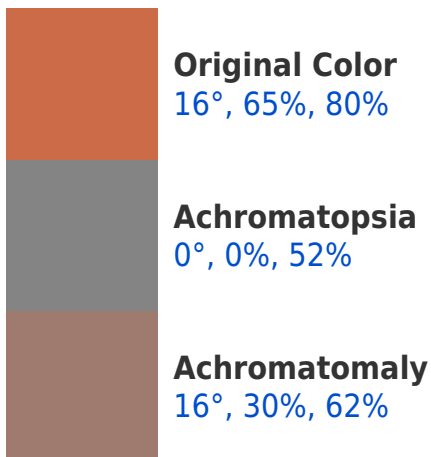 Original Color
16°, 65%, 80%
Achromatopsia
0°, 0%, 52%
Achromatomaly
16°, 30%, 62%